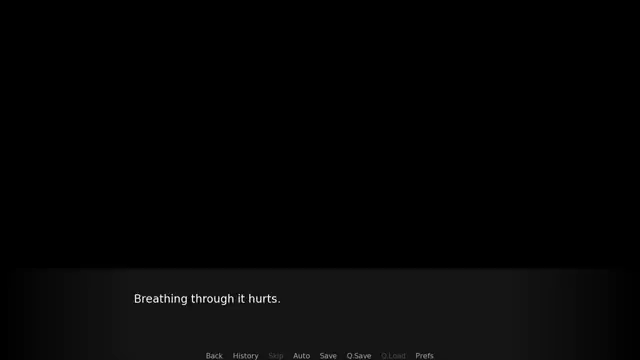 Breathing through it hurts.
Back History Skip Auto Save Q.Save Q.Load Prefs